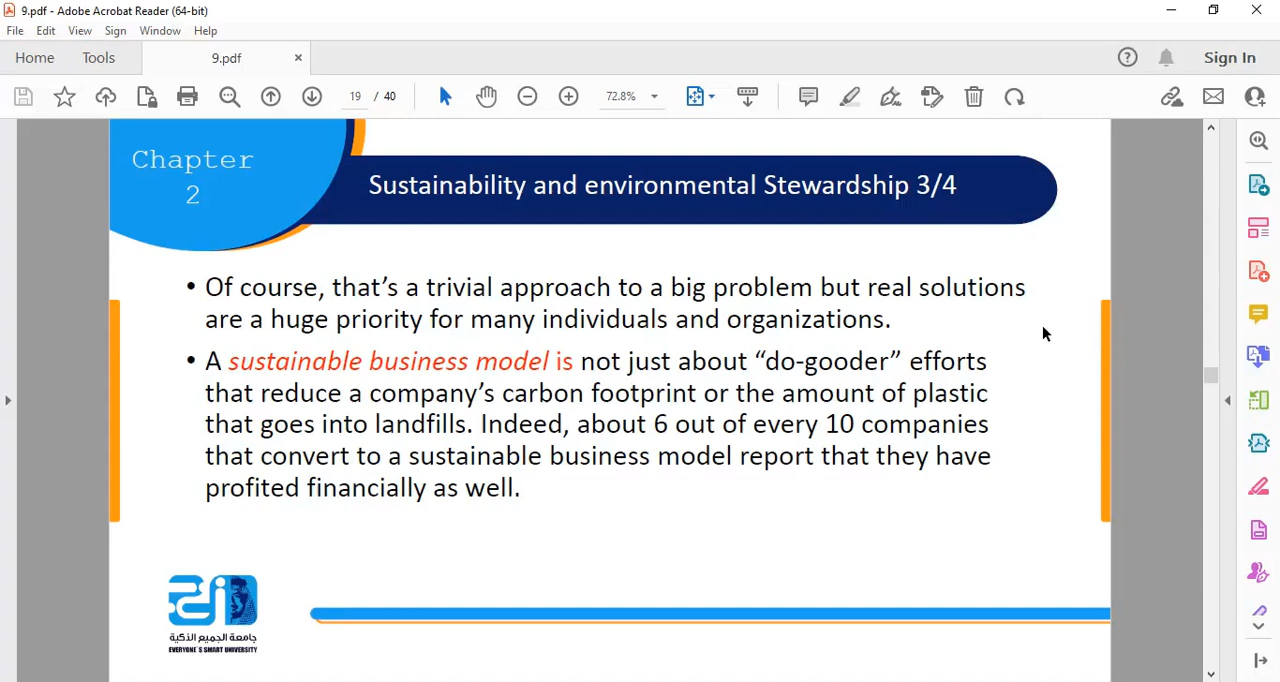 9.pdf - Adobe Acrobat Reader (64-bit)
File Edit View Sign Window Help
Home Tools 9.pdf × Sign In
19 / 40 72.8%
Chapter
2
Sustainability and environmental Stewardship 3/4
• Of course, that’s a trivial approach to a big problem but real solutions
are a huge priority for many individuals and organizations.
• A sustainable business model is not just about “do-gooder” efforts
that reduce a company’s carbon footprint or the amount of plastic
that goes into landfills. Indeed, about 6 out of every 10 companies
that convert to a sustainable business model report that they have
profited financially as well.
جامعة الجميع الذكية
EVERYONE`S SMART UNIVERSITY